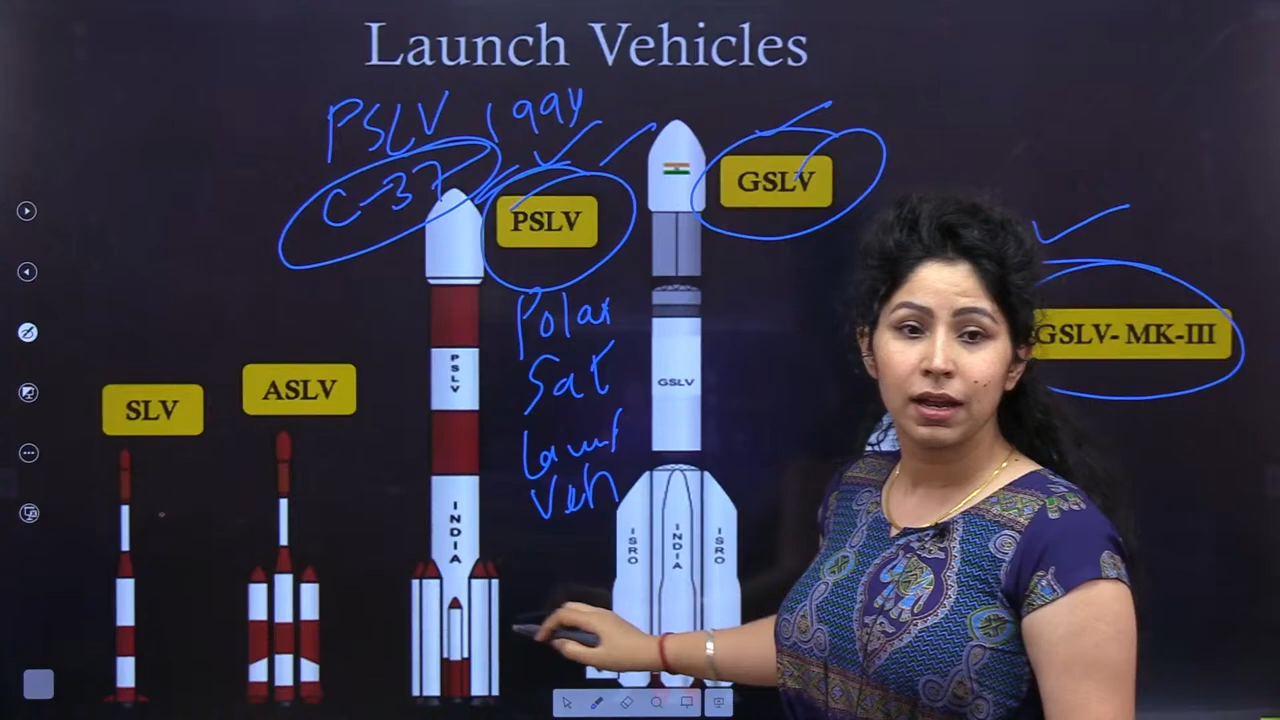 Launch Vehicles
PSLV 1994
C-37
PSLV
GSLV
GSLV- MK-III
Polar
Sat
Veh
SLV
ASLV
PSLV
INDIA
GSLV
ISRO
INDIA
ISRO